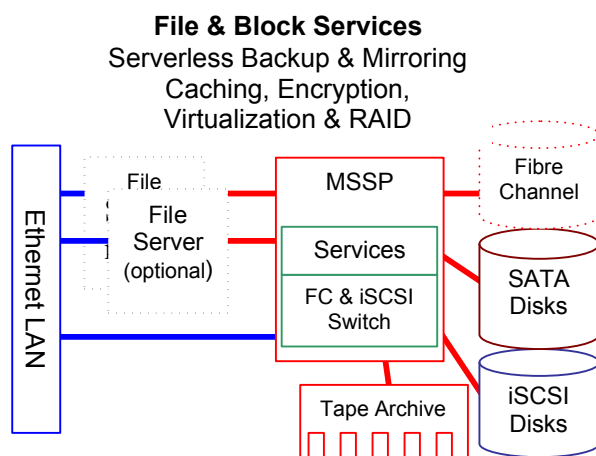 File & Block Services
Serverless Backup & Mirroring
Caching, Encryption,
Virtualization & RAID
Ethernet LAN
File
File
Server
(optional)
MSSP
Services
FC & iSCSI
Switch
Fibre
Channel
SATA
Disks
iSCSI
Disks
Tape Archive